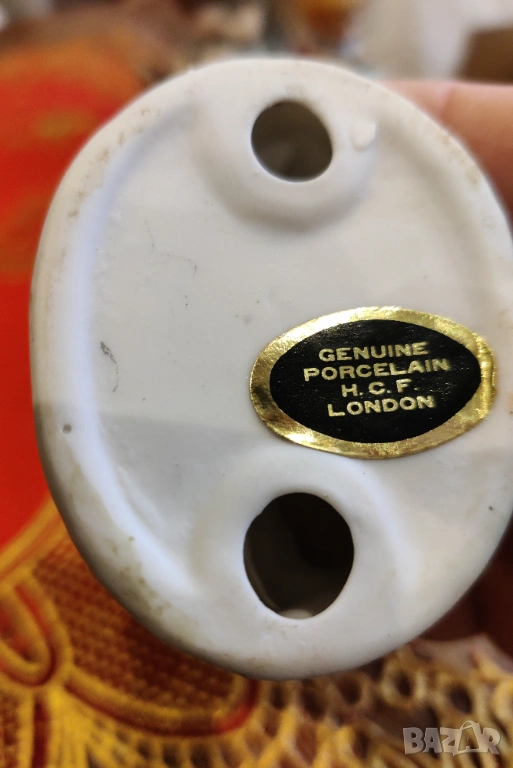 GENUINE
PORCELAIN
H. C. F.
LONDON
BAZAR